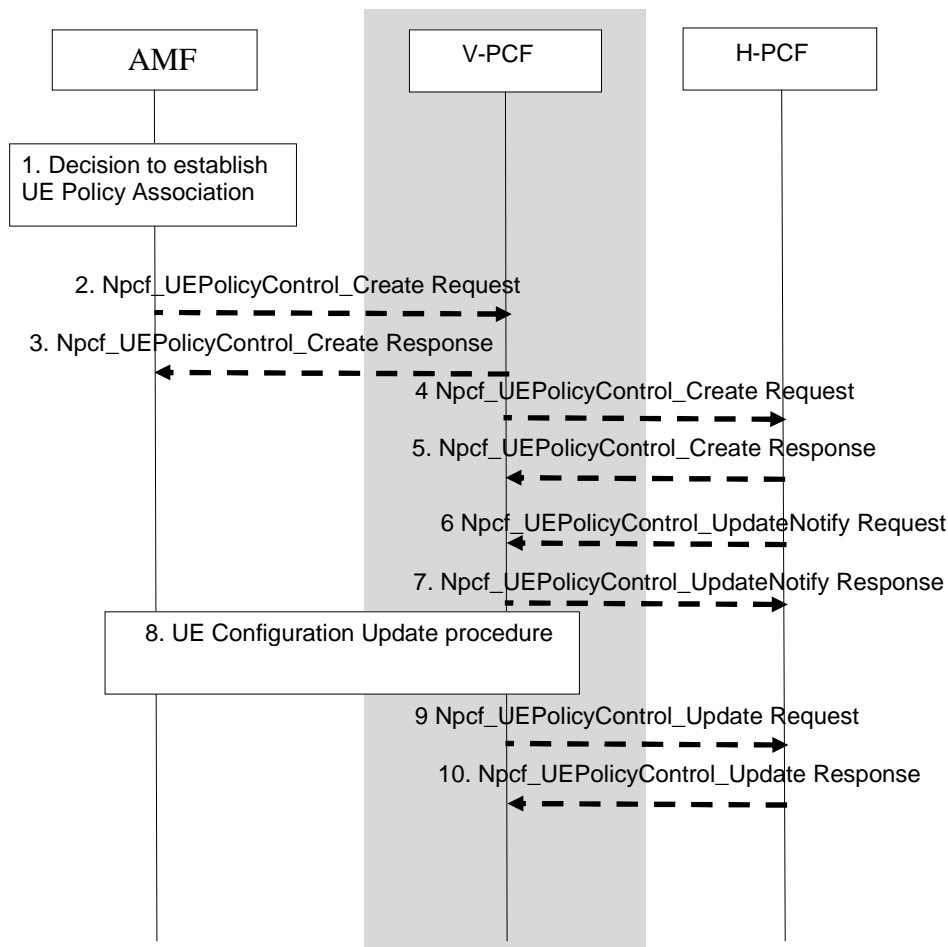 AMF
V-PCF
H-PCF
1. Decision to establish
UE Policy Association
2. Npcf_UEPolicyControl_Create Request
3. Npcf_UEPolicyControl_Create Response
4 Npcf_UEPolicyControl_Create Request
5. Npcf_UEPolicyControl_Create Response
6 Npcf_UEPolicyControl_UpdateNotify Request
7. Npcf_UEPolicyControl_UpdateNotify Response
8. UE Configuration Update procedure
9 Npcf_UEPolicyControl_Update Request
10. Npcf_UEPolicyControl_Update Response